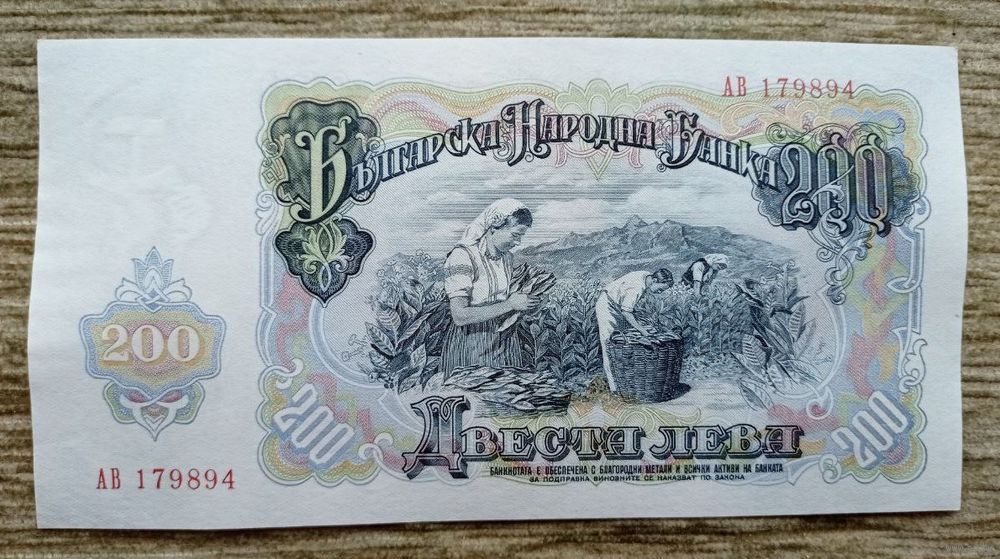 АВ 179894
Българска Народна Банка
200
200
200
200
Двеста лева
БАНКНОТАТА Е ОБЕСПЕЧЕНА С БЛАГОРОДНИ МЕТАЛИ И ВСИЧКИ АКТИВИ НА БАНКАТА
ЗА ПОДПРАВКА ВИНОВНИТЕ СЕ НАКАЗВАТ ПО ЗАКОНА
АВ 179894